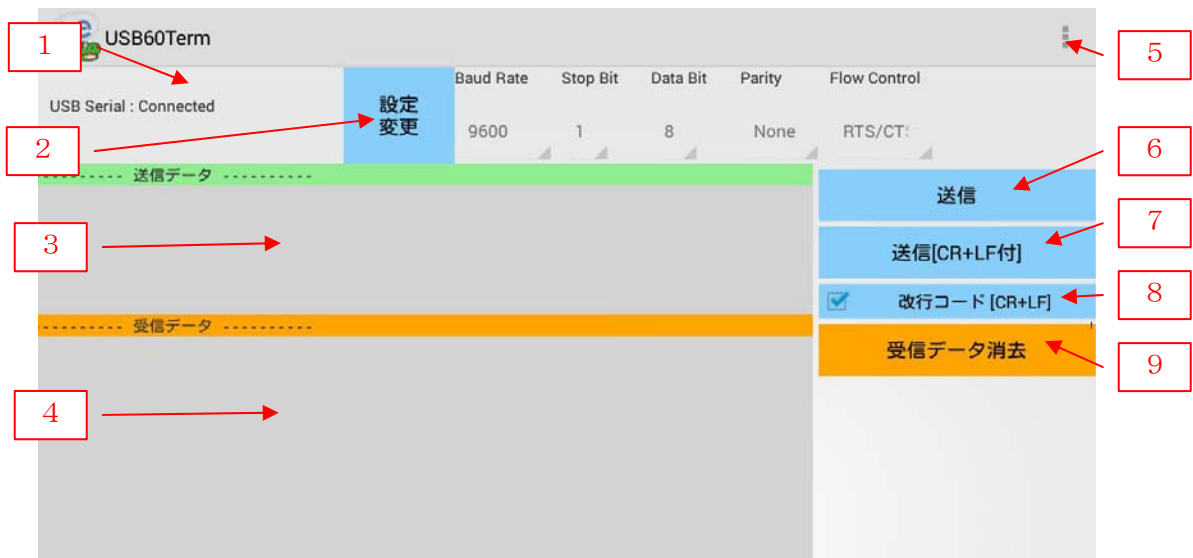 USB60Term
1
5
USB Serial : Connected
設定
変更
Baud Rate
Stop Bit
Data Bit
Parity
Flow Control
9600
1
8
None
RTS/CT
2
6
--------- 送信データ ----------
送信
3
7
送信[CR+LF付]
8
改行コード [CR+LF]
---------- 受信データ ----------
受信データ消去
9
4